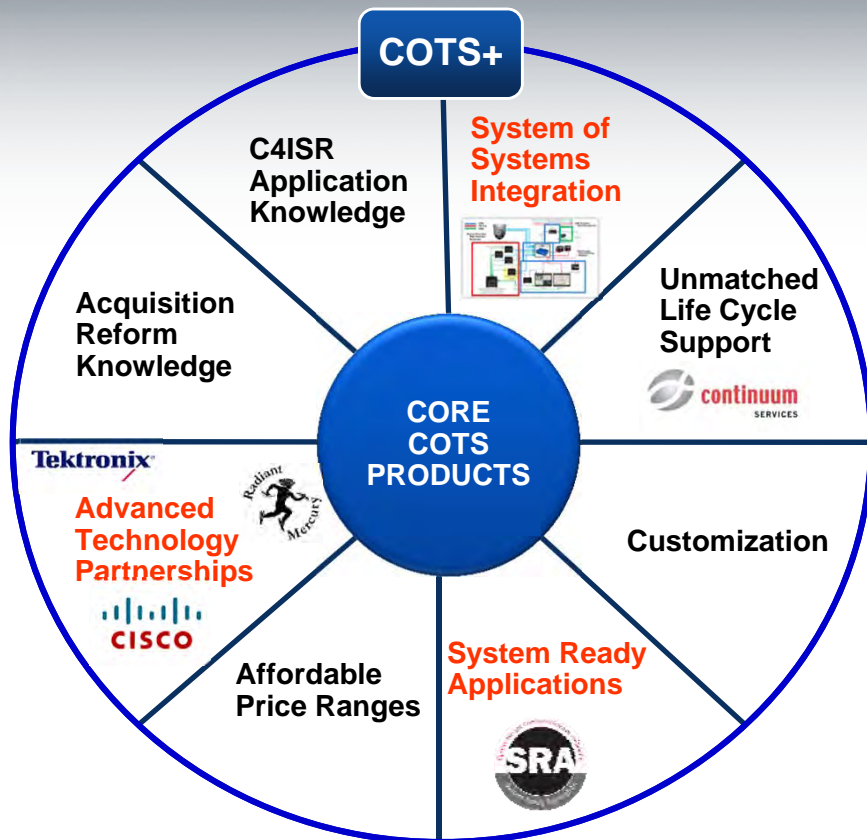 COTS+
C4ISR
Application
Knowledge
System of
Systems
Integration
Acquisition
Reform
Knowledge
Unmatched
Life Cycle
Support
continuum
SERVICES
CORE
COTS
PRODUCTS
Tektronix
Radiant
Mercury
Advanced
Technology
Partnerships
CISCO
Customization
Affordable
Price Ranges
System Ready
Applications
SRA